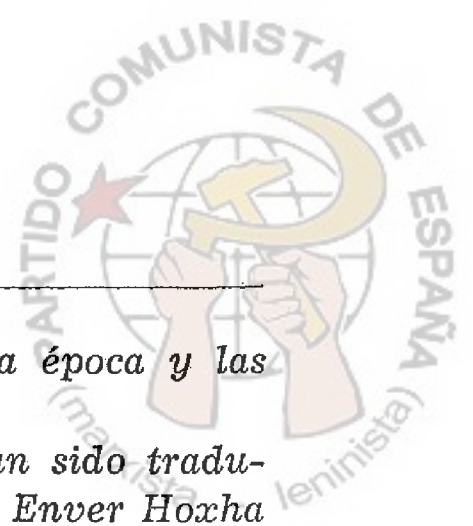 PARTIDO COMUNISTA DE ESPAÑA
(marxista leninista)
a época y las
n sido tradu-
Enver Hoxha